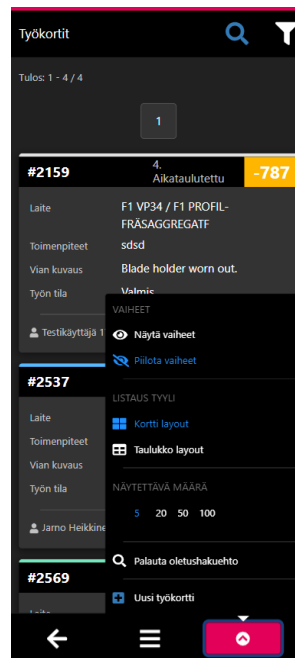 Työkortit
Tulos: 1 - 4 / 4
1
#2159
4.
Aikataulutettu
-787
Laite
F1 VP34 / F1 PROFIL-
FRÄSAGGREGATF
Toimenpiteet
sdsd
Vian kuvaus
Blade holder worn out.
Työn tila
Valmis
Testikäyttäjä 1
VAIHEET
Näytä vaiheet
Piilota vaiheet
#2537
LISTAUS TYYLI
Laite
Kortti layout
Toimenpiteet
Taulukko layout
Vian kuvaus
Työn tila
NÄYTETTÄVÄ MÄÄRÄ
5 20 50 100
Jarno Heikkine
Palauta oletushakuehto
#2569
Uusi työkortti
Laite